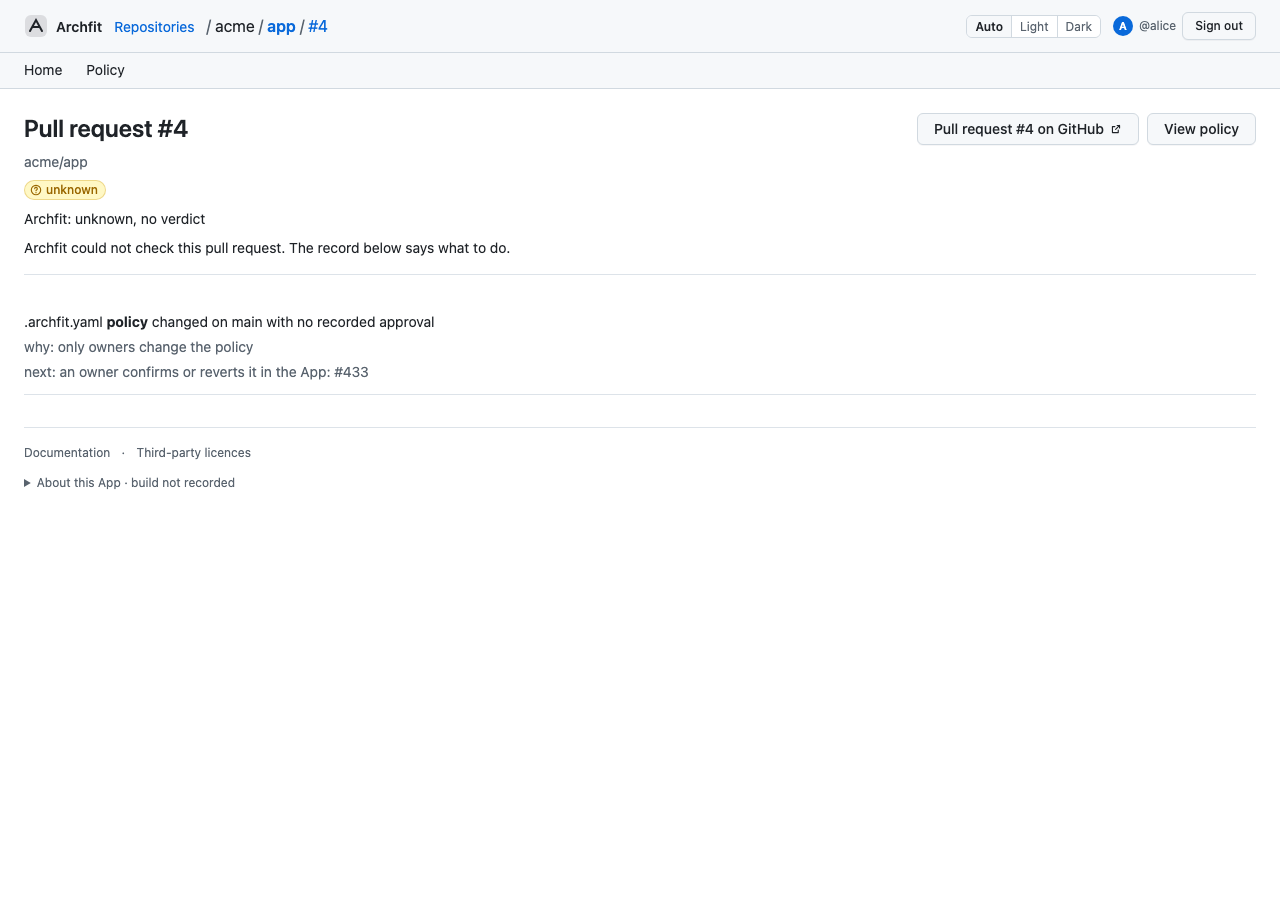 Archfit Repositories / acme / app / #4 Auto Light Dark A @alice Sign out
Home Policy
Pull request #4 Pull request #4 on GitHub View policy
acme/app
unknown
Archfit: unknown, no verdict
Archfit could not check this pull request. The record below says what to do.
.archfit.yaml policy changed on main with no recorded approval
why: only owners change the policy
next: an owner confirms or reverts it in the App: #433
Documentation · Third-party licences
About this App · build not recorded